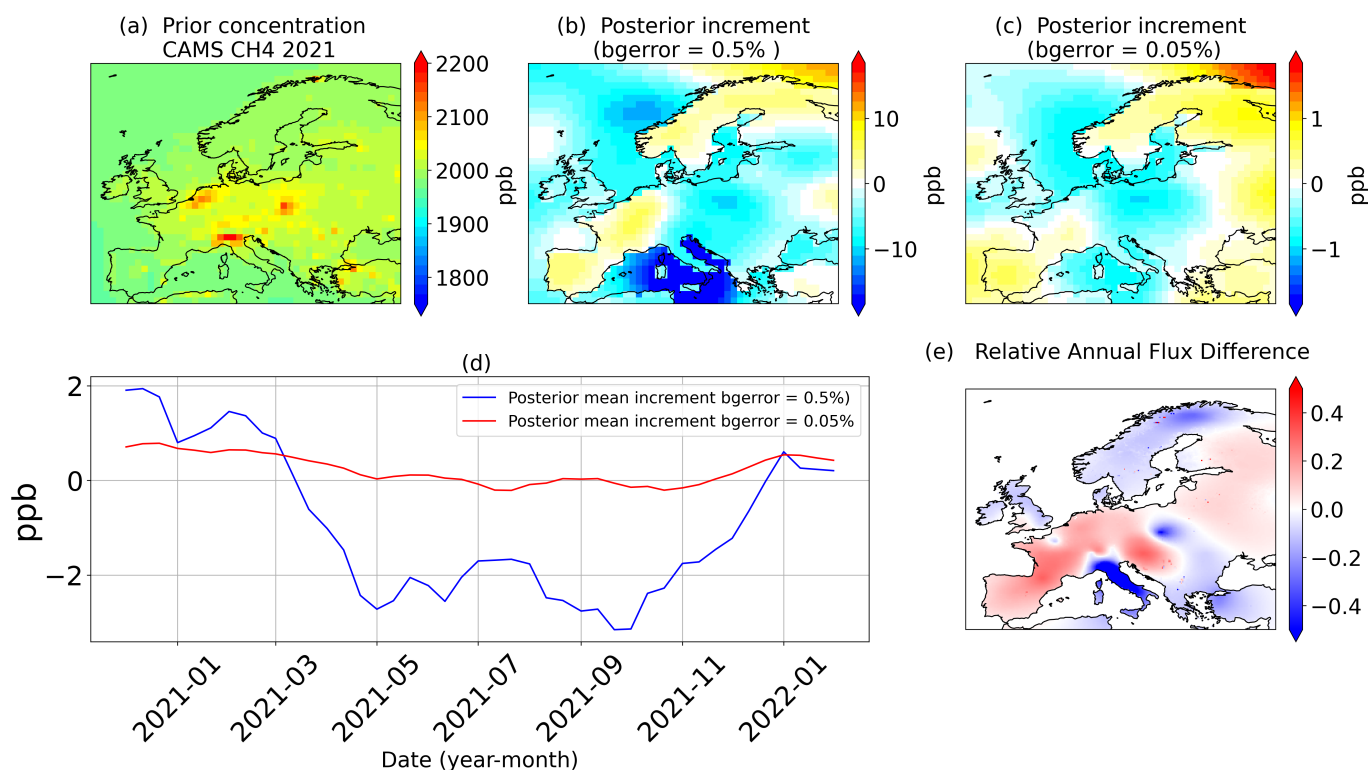 (a)  Prior concentration
CAMS CH4 2021
2200
2100
2000
1900
1800
ppb
(b)  Posterior increment
(bgerror = 0.5% )
10
0
−10
ppb
(c)  Posterior increment
(bgerror = 0.05%)
1
0
−1
ppb
(d)
Posterior mean increment bgerror = 0.5%)
Posterior mean increment bgerror = 0.05%
ppb
2
0
−2
2021-01
2021-03
2021-05
2021-07
2021-09
2021-11
2022-01
Date (year-month)
(e)   Relative Annual Flux Difference
0.4
0.2
0.0
−0.2
−0.4